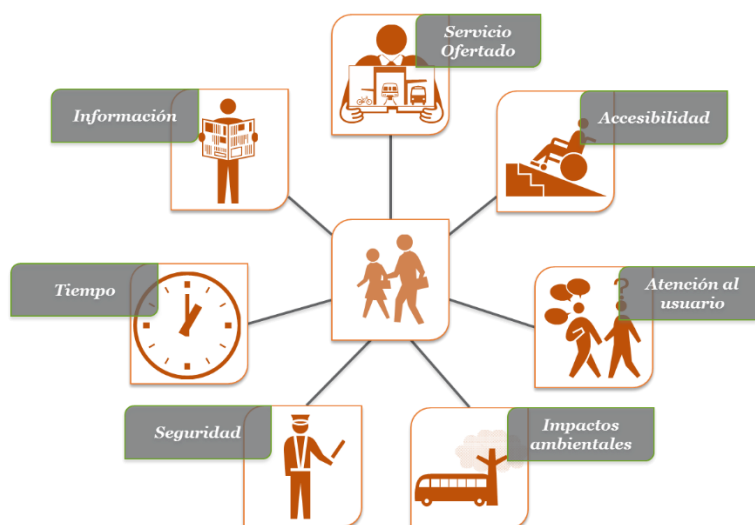 Servicio
Ofertado
Información
Accesibilidad
Tiempo
Atención al
usuario
Seguridad
Impactos
ambientales
?